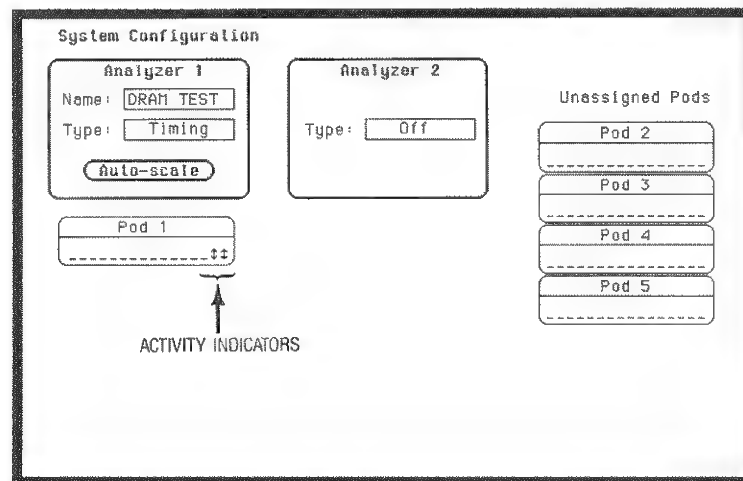 System Configuration
Analyzer 1
Name: DRAM TEST
Type: Timing
Auto-scale
Analyzer 2
Type: Off
Unassigned Pods
Pod 2
Pod 3
Pod 4
Pod 5
Pod 1
ACTIVITY INDICATORS